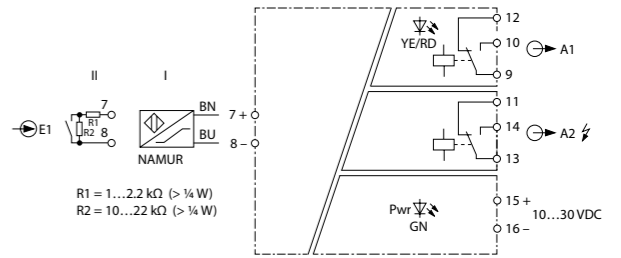 12
YE/RD
10
A1
9
II
I
7
BN
7 +
R1
R2
8
E1
BU
8 –
NAMUR
11
14
A2
13
R1 = 1…2.2 kΩ (> ¼ W)
R2 = 10…22 kΩ (> ¼ W)
Pwr
GN
15 +
10…30 VDC
16 –